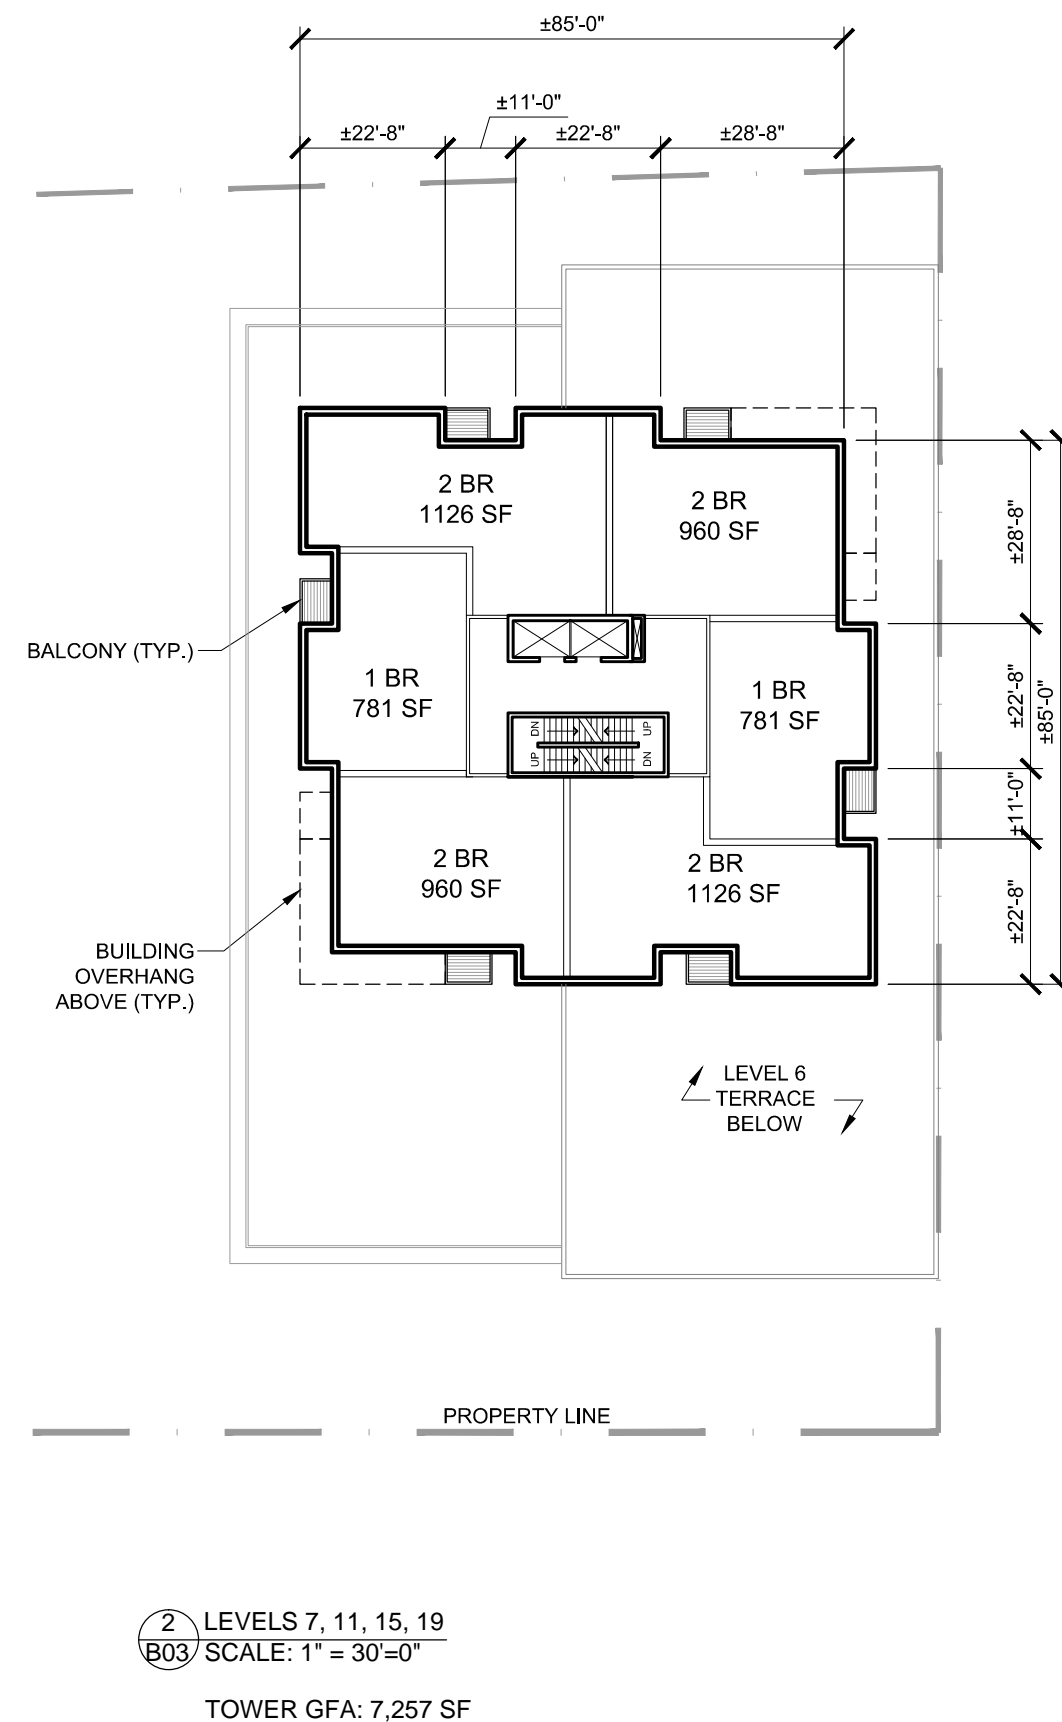 ±85'-0"
±11'-0"
±22'-8"
±22'-8"
±28'-8"
2 BR
1126 SF
2 BR
960 SF
±28'-8"
BALCONY (TYP.)
1 BR
781 SF
1 BR
781 SF
±22'-8"
±85'-0"
DN
UP
UP
DN
±11'-0"
2 BR
960 SF
2 BR
1126 SF
±22'-8"
BUILDING
OVERHANG
ABOVE (TYP.)
LEVEL 6
TERRACE
BELOW
PROPERTY LINE
2
B03
LEVELS 7, 11, 15, 19
SCALE: 1" = 30'=0"
TOWER GFA: 7,257 SF